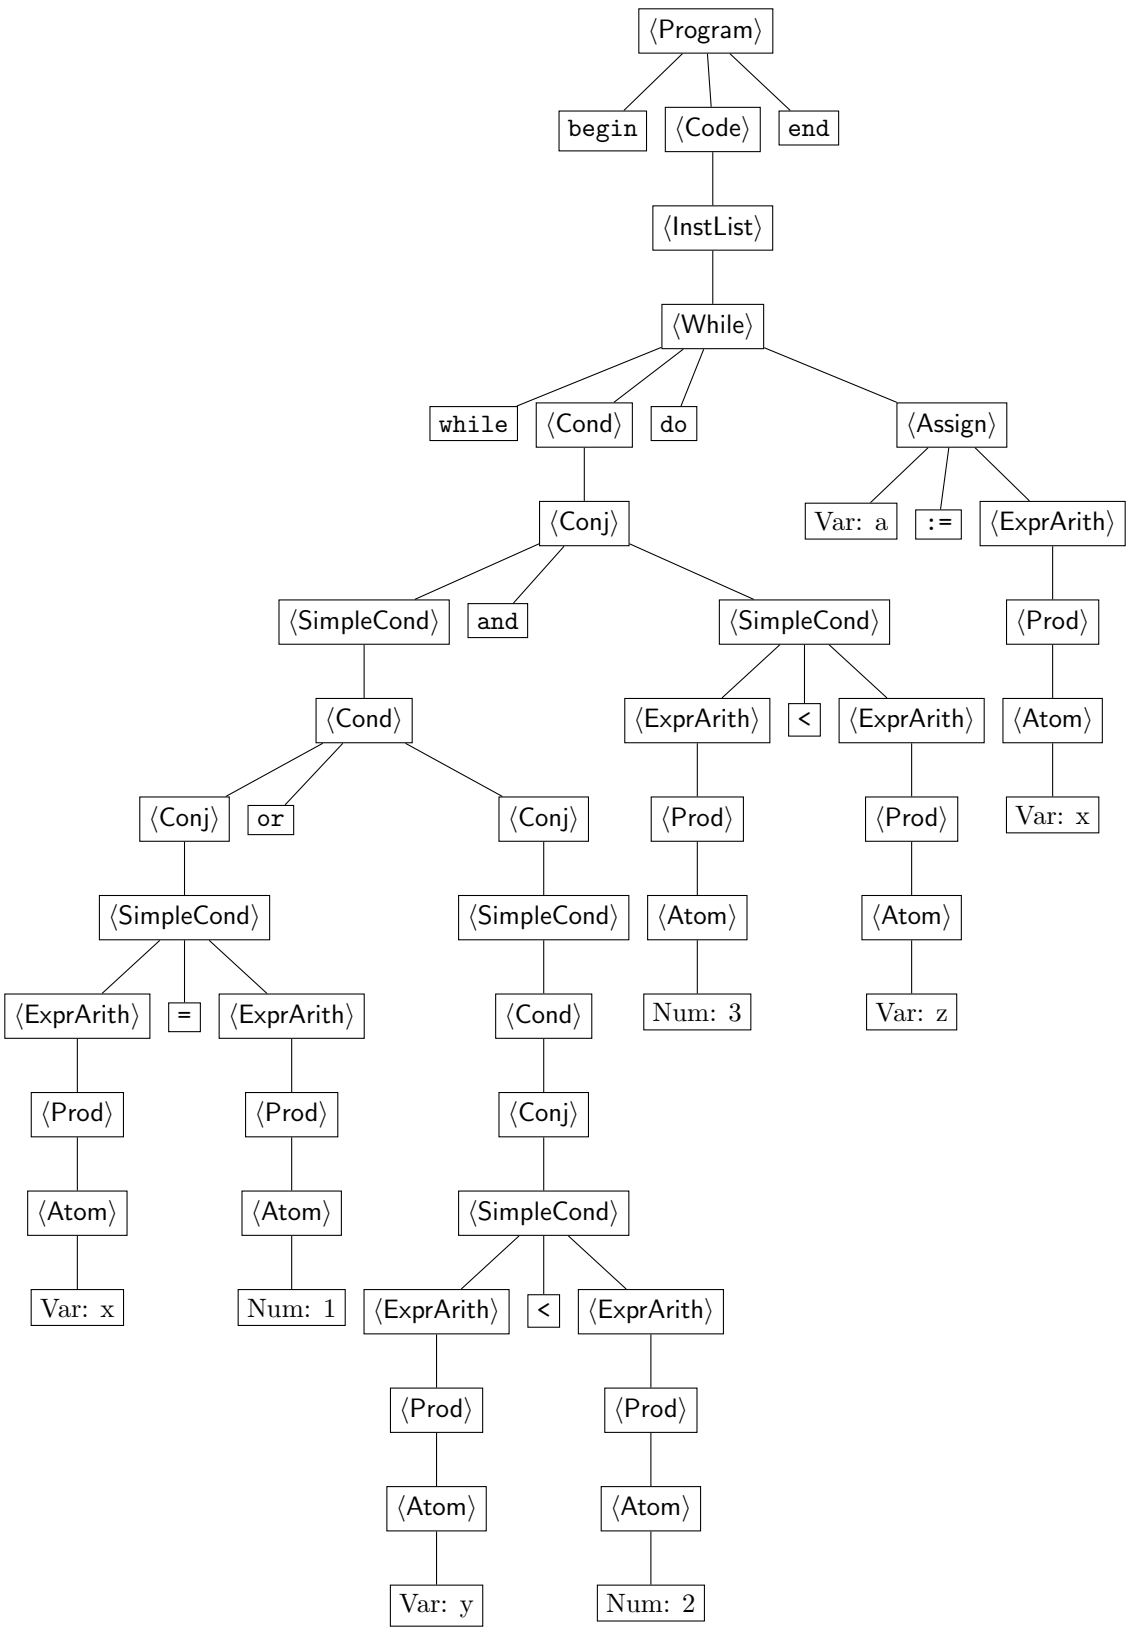 ⟨Program⟩
begin ⟨Code⟩ end
⟨InstList⟩
⟨While⟩
while ⟨Cond⟩ do ⟨Assign⟩
⟨Conj⟩ Var: a := ⟨ExprArith⟩
⟨SimpleCond⟩ and ⟨SimpleCond⟩ ⟨Prod⟩
⟨Cond⟩ ⟨ExprArith⟩ < ⟨ExprArith⟩ ⟨Atom⟩
⟨Conj⟩ or ⟨Conj⟩ ⟨Prod⟩ ⟨Prod⟩ Var: x
⟨SimpleCond⟩ ⟨SimpleCond⟩ ⟨Atom⟩ ⟨Atom⟩
⟨ExprArith⟩ = ⟨ExprArith⟩ ⟨Cond⟩ Num: 3 Var: z
⟨Prod⟩ ⟨Prod⟩ ⟨Conj⟩
⟨Atom⟩ ⟨Atom⟩ ⟨SimpleCond⟩
Var: x Num: 1 ⟨ExprArith⟩ < ⟨ExprArith⟩
⟨Prod⟩ ⟨Prod⟩
⟨Atom⟩ ⟨Atom⟩
Var: y Num: 2